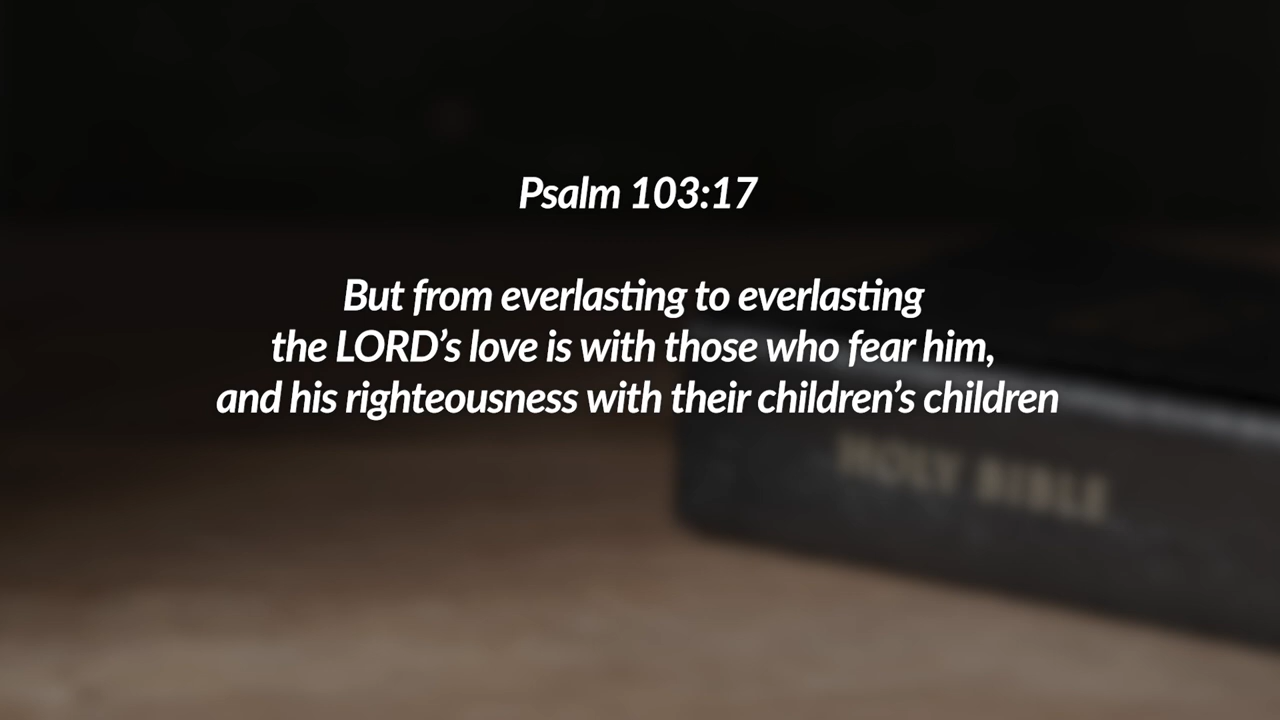 Psalm 103:17
But from everlasting to everlasting
the LORD’s love is with those who fear him,
and his righteousness with their children’s children
HOLY BIBLE